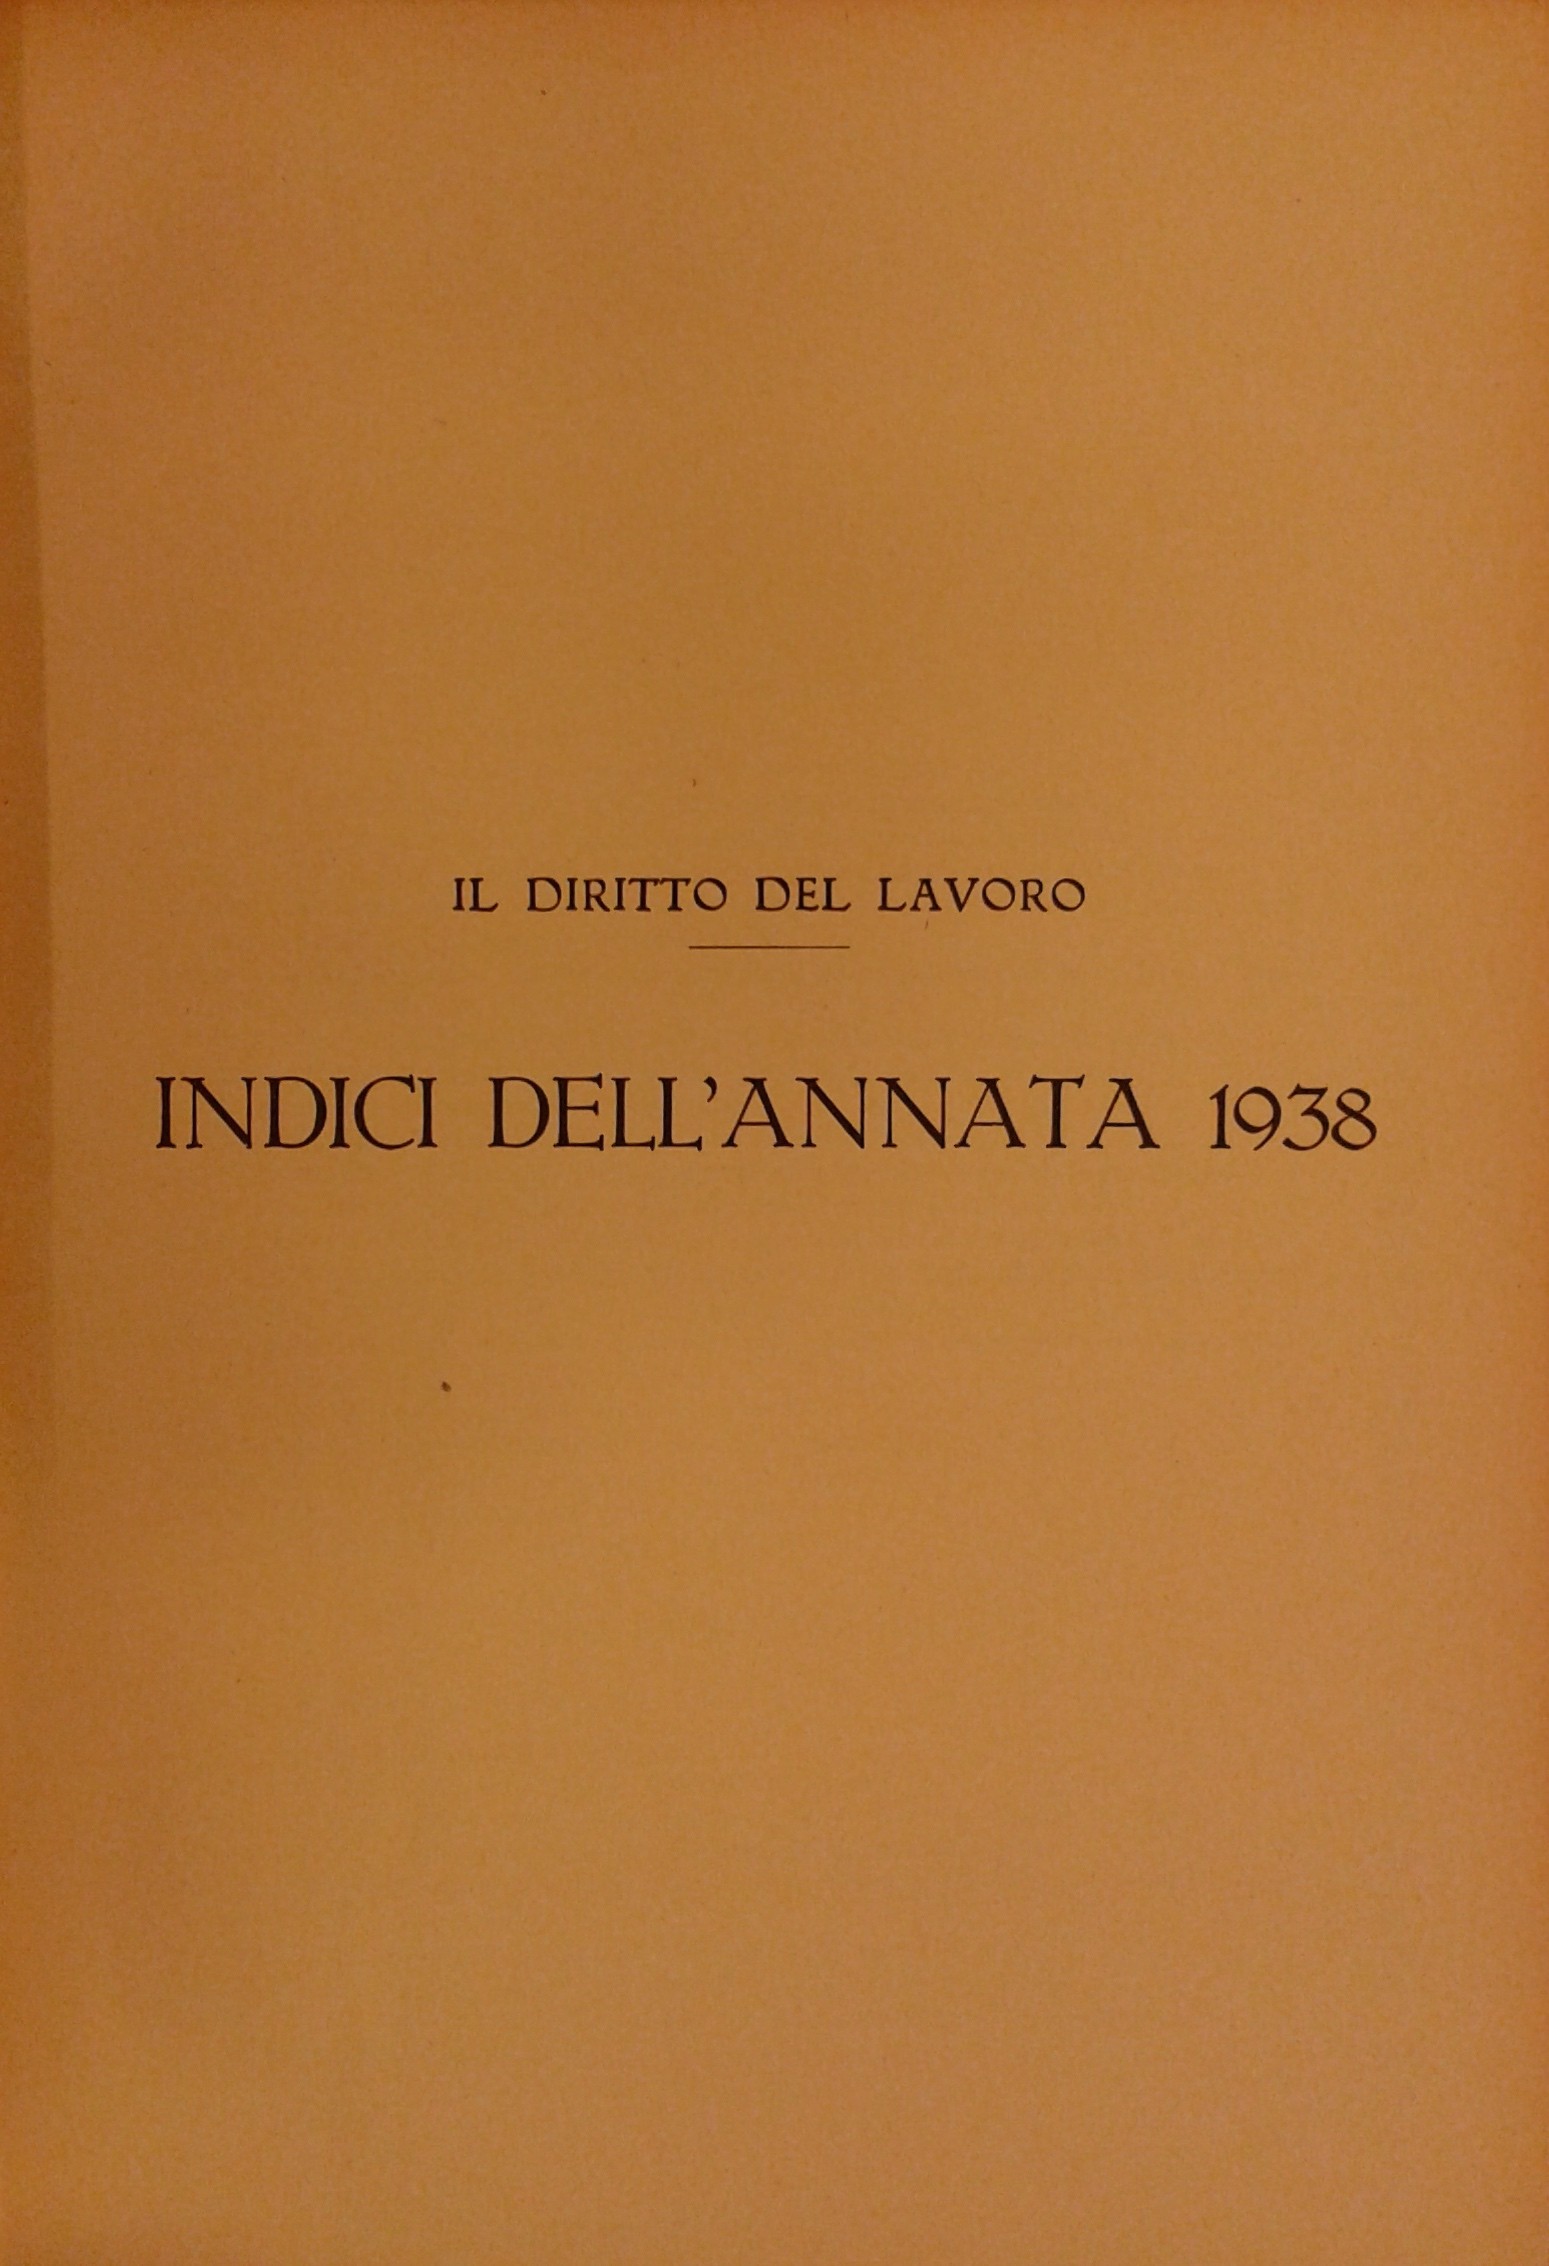 IL DIRITTO DEL LAVORO
INDICI DELL'ANNATA 1938